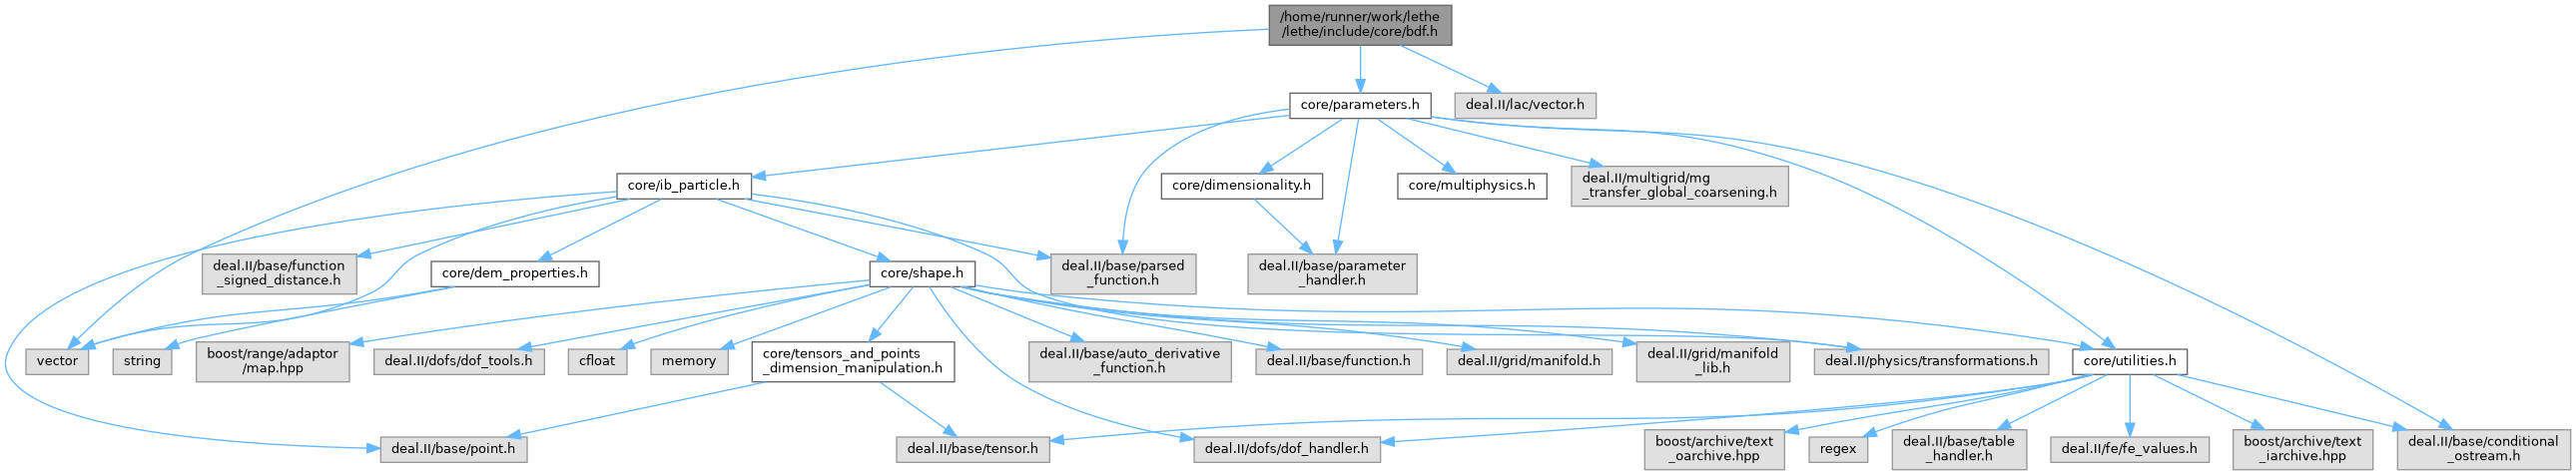 /home/runner/work/lethe
/lethe/include/core/bdf.h
core/parameters.h
deal.II/lac/vector.h
core/ib_particle.h
core/dimensionality.h
core/multiphysics.h
deal.II/multigrid/mg
_transfer_global_coarsening.h
deal.II/base/function
_signed_distance.h
core/dem_properties.h
core/shape.h
deal.II/base/parsed
_function.h
deal.II/base/parameter
_handler.h
vector
string
boost/range/adaptor
/map.hpp
deal.II/dofs/dof_tools.h
cfloat
memory
core/tensors_and_points
_dimension_manipulation.h
deal.II/base/auto_derivative
_function.h
deal.II/base/function.h
deal.II/grid/manifold.h
deal.II/grid/manifold
_lib.h
deal.II/physics/transformations.h
core/utilities.h
deal.II/base/point.h
deal.II/base/tensor.h
deal.II/dofs/dof_handler.h
boost/archive/text
_oarchive.hpp
regex
deal.II/base/table
_handler.h
deal.II/fe/fe_values.h
boost/archive/text
_iarchive.hpp
deal.II/base/conditional
_ostream.h